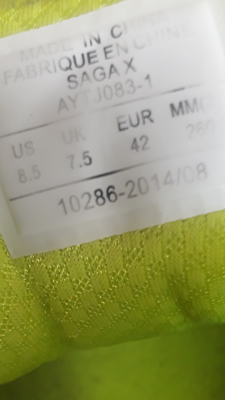 MADE IN CHINA
FABRIQUE EN CHINE
SAGA X
AYTJ083-1
US UK EUR MM
8.5 7.5 42 260
10286-2014/08